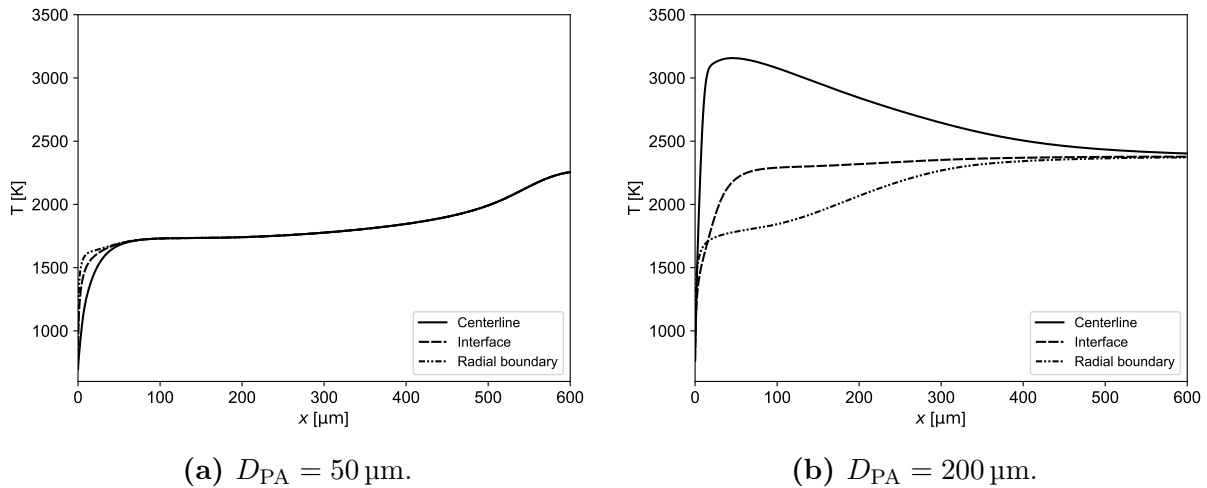 3500
3000
2500
2000
1500
1000
T [K]
0 100 200 300 400 500 600
x [µm]
Centerline
Interface
Radial boundary
(a) D_PA = 50 µm.
3500
3000
2500
2000
1500
1000
T [K]
0 100 200 300 400 500 600
x [µm]
Centerline
Interface
Radial boundary
(b) D_PA = 200 µm.